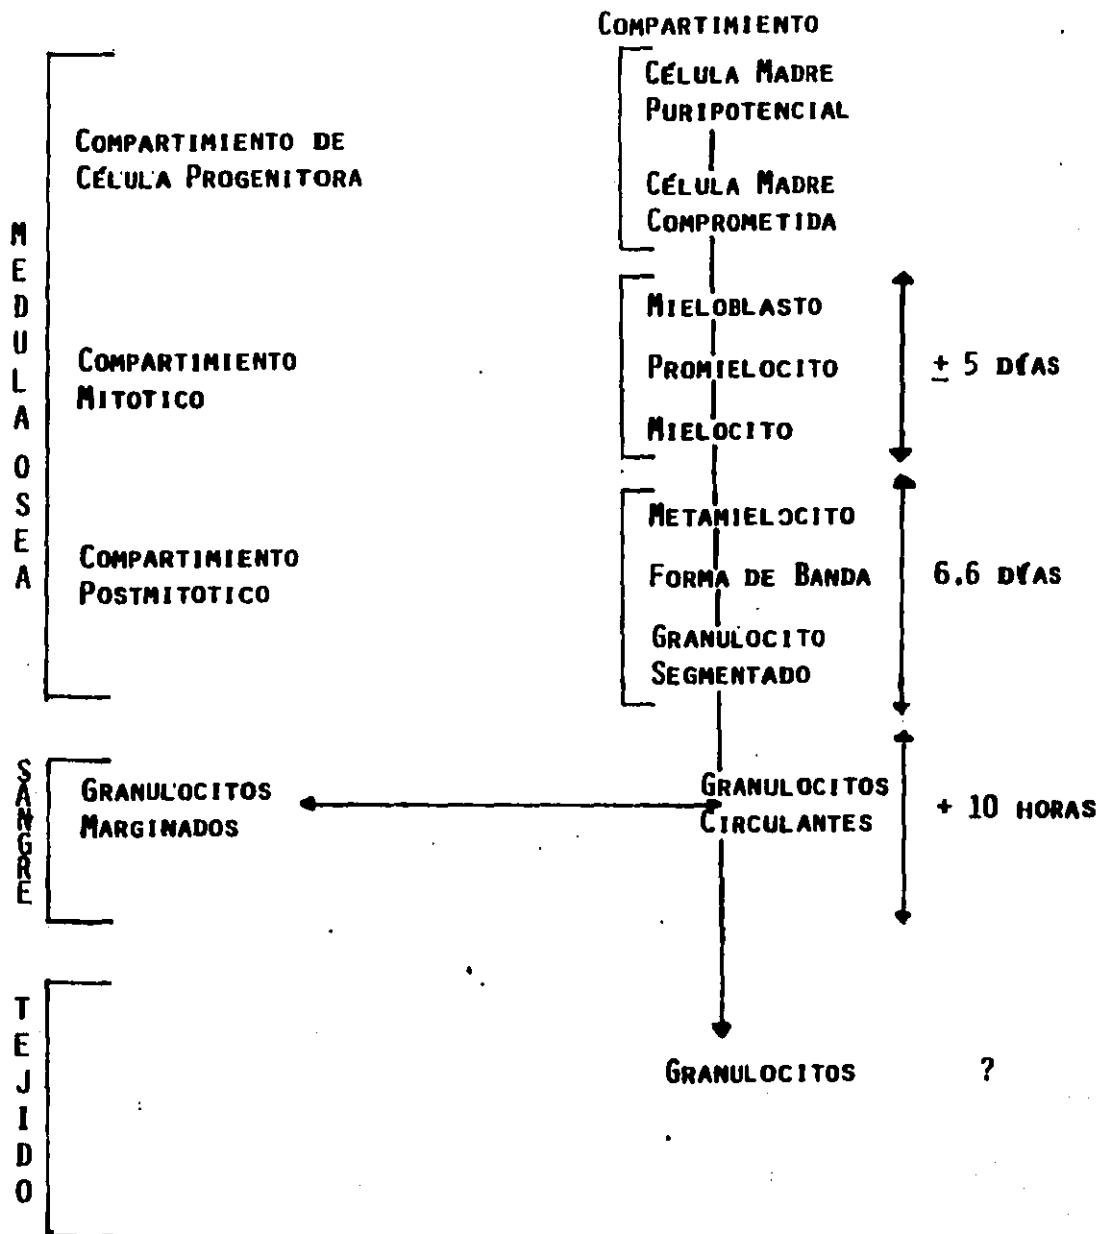 COMPARTIMIENTO
MEDULA OSEA
COMPARTIMIENTO DE
CÉLULA PROGENITORA
CÉLULA MADRE
PURIPOTENCIAL
CÉLULA MADRE
COMPROMETIDA
COMPARTIMIENTO
MITOTICO
MIELOBLASTO
PROMIELOCITO
MIELOCITO
± 5 DÍAS
COMPARTIMIENTO
POSTMITOTICO
METAMIELOCITO
FORMA DE BANDA
GRANULOCITO
SEGMENTADO
6.6 DÍAS
SANGRE
GRANULOCITOS
MARGINADOS
GRANULOCITOS
CIRCULANTES
+ 10 HORAS
TEJIDO
GRANULOCITOS ?